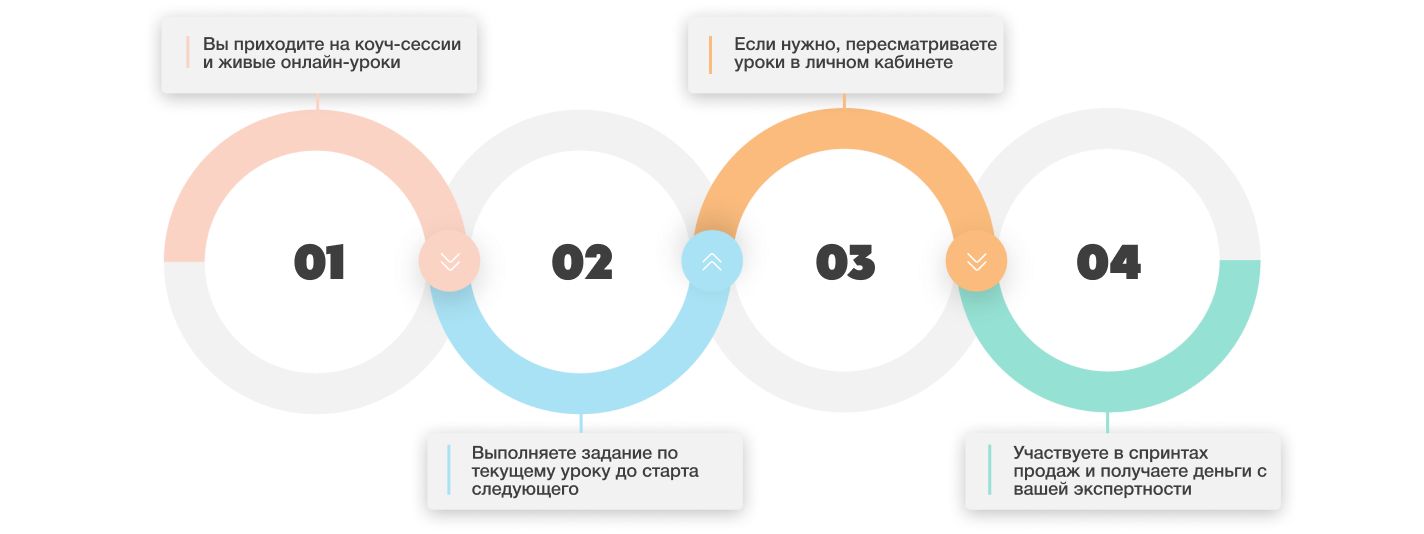 Вы приходите на коуч-сессии
и живые онлайн-уроки
Если нужно, пересматриваете
уроки в личном кабинете
01
02
03
04
Выполняете задание по
текущему уроку до старта
следующего
Участвуете в спринтах
продаж и получаете деньги с
вашей экспертности